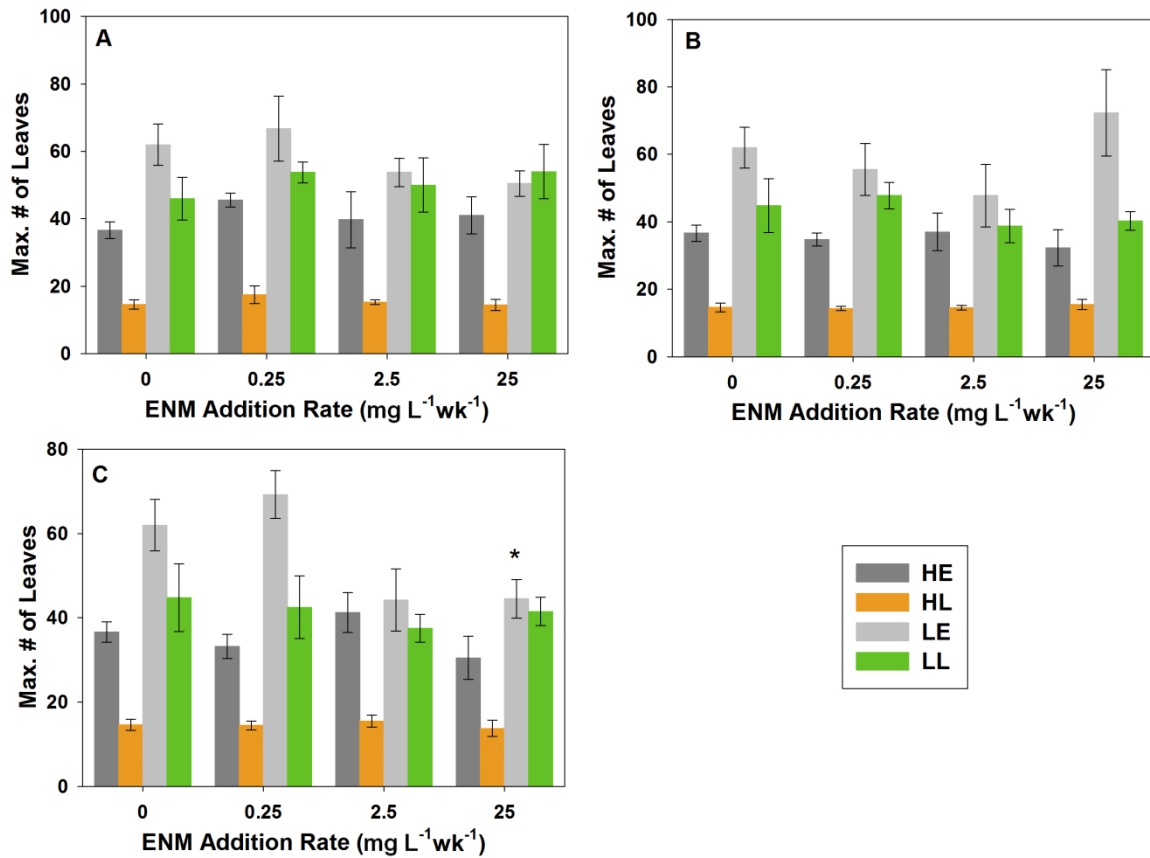 A
100
80
60
40
20
0
Max. # of Leaves
0 0.25 2.5 25
ENM Addition Rate (mg L⁻¹wk⁻¹)
B
100
80
60
40
20
0
Max. # of Leaves
0 0.25 2.5 25
ENM Addition Rate (mg L⁻¹wk⁻¹)
C
80
60
40
20
0
Max. # of Leaves
*
0 0.25 2.5 25
ENM Addition Rate (mg L⁻¹wk⁻¹)
HE
HL
LE
LL